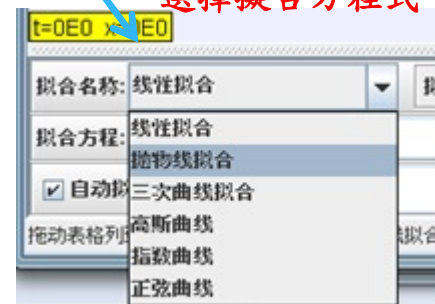 选择拟合方程式
t=0E0 x=0E0
拟合名称: 线性拟合
拟合方程: 线性拟合
抛物线拟合
自动拟 三次曲线拟合
高斯曲线
拖动表格列
指数曲线
正弦曲线